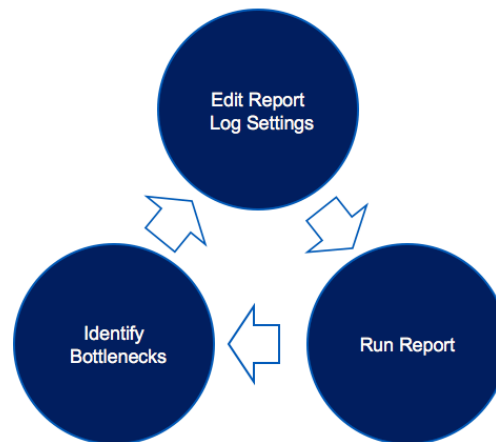 Edit Report
Log Settings
Run Report
Identify
Bottlenecks